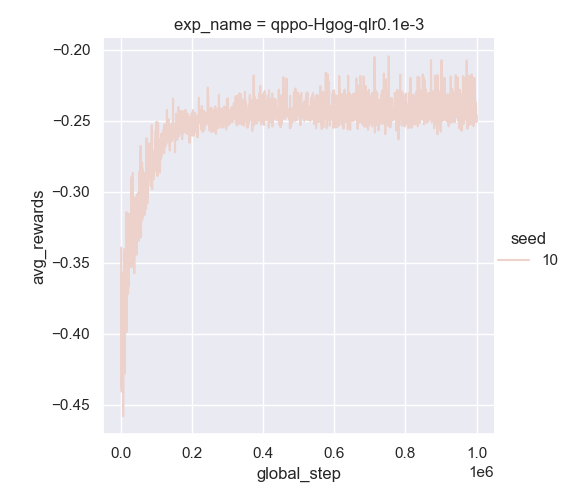 exp_name = qppo-Hgog-qlr0.1e-3
−0.20
−0.25
−0.30
−0.35
−0.40
−0.45
avg_rewards
0.0 0.2 0.4 0.6 0.8 1.0
1e6
global_step
seed
10